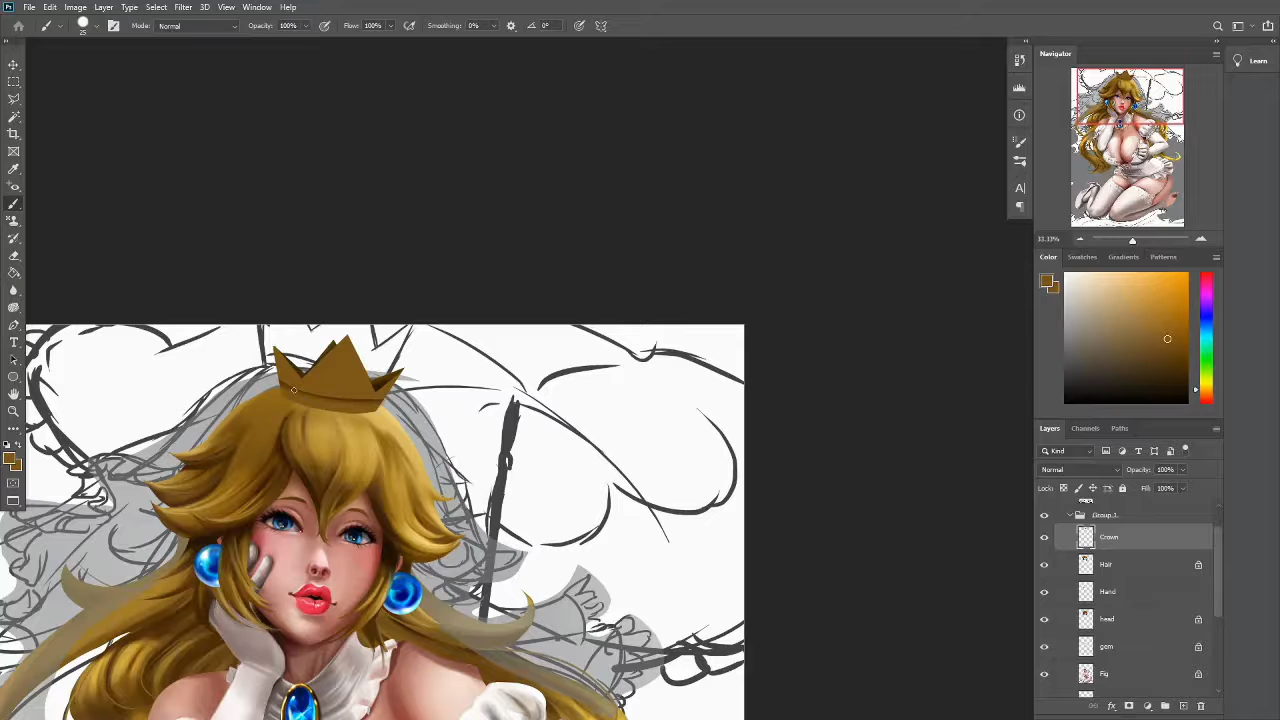 File Edit Image Layer Type Select Filter 3D View Window Help
25 Mode: Normal Opacity: 100% Flow: 100% Smoothing: 0% 0°
Navigator
Learn
33.33%
Color Swatches Gradients Patterns
Layers Channels Paths
Kind
Normal Opacity: 100%
Lock: Fill: 100%
Group 1
Crown
Hair
Hand
head
gem
Fig